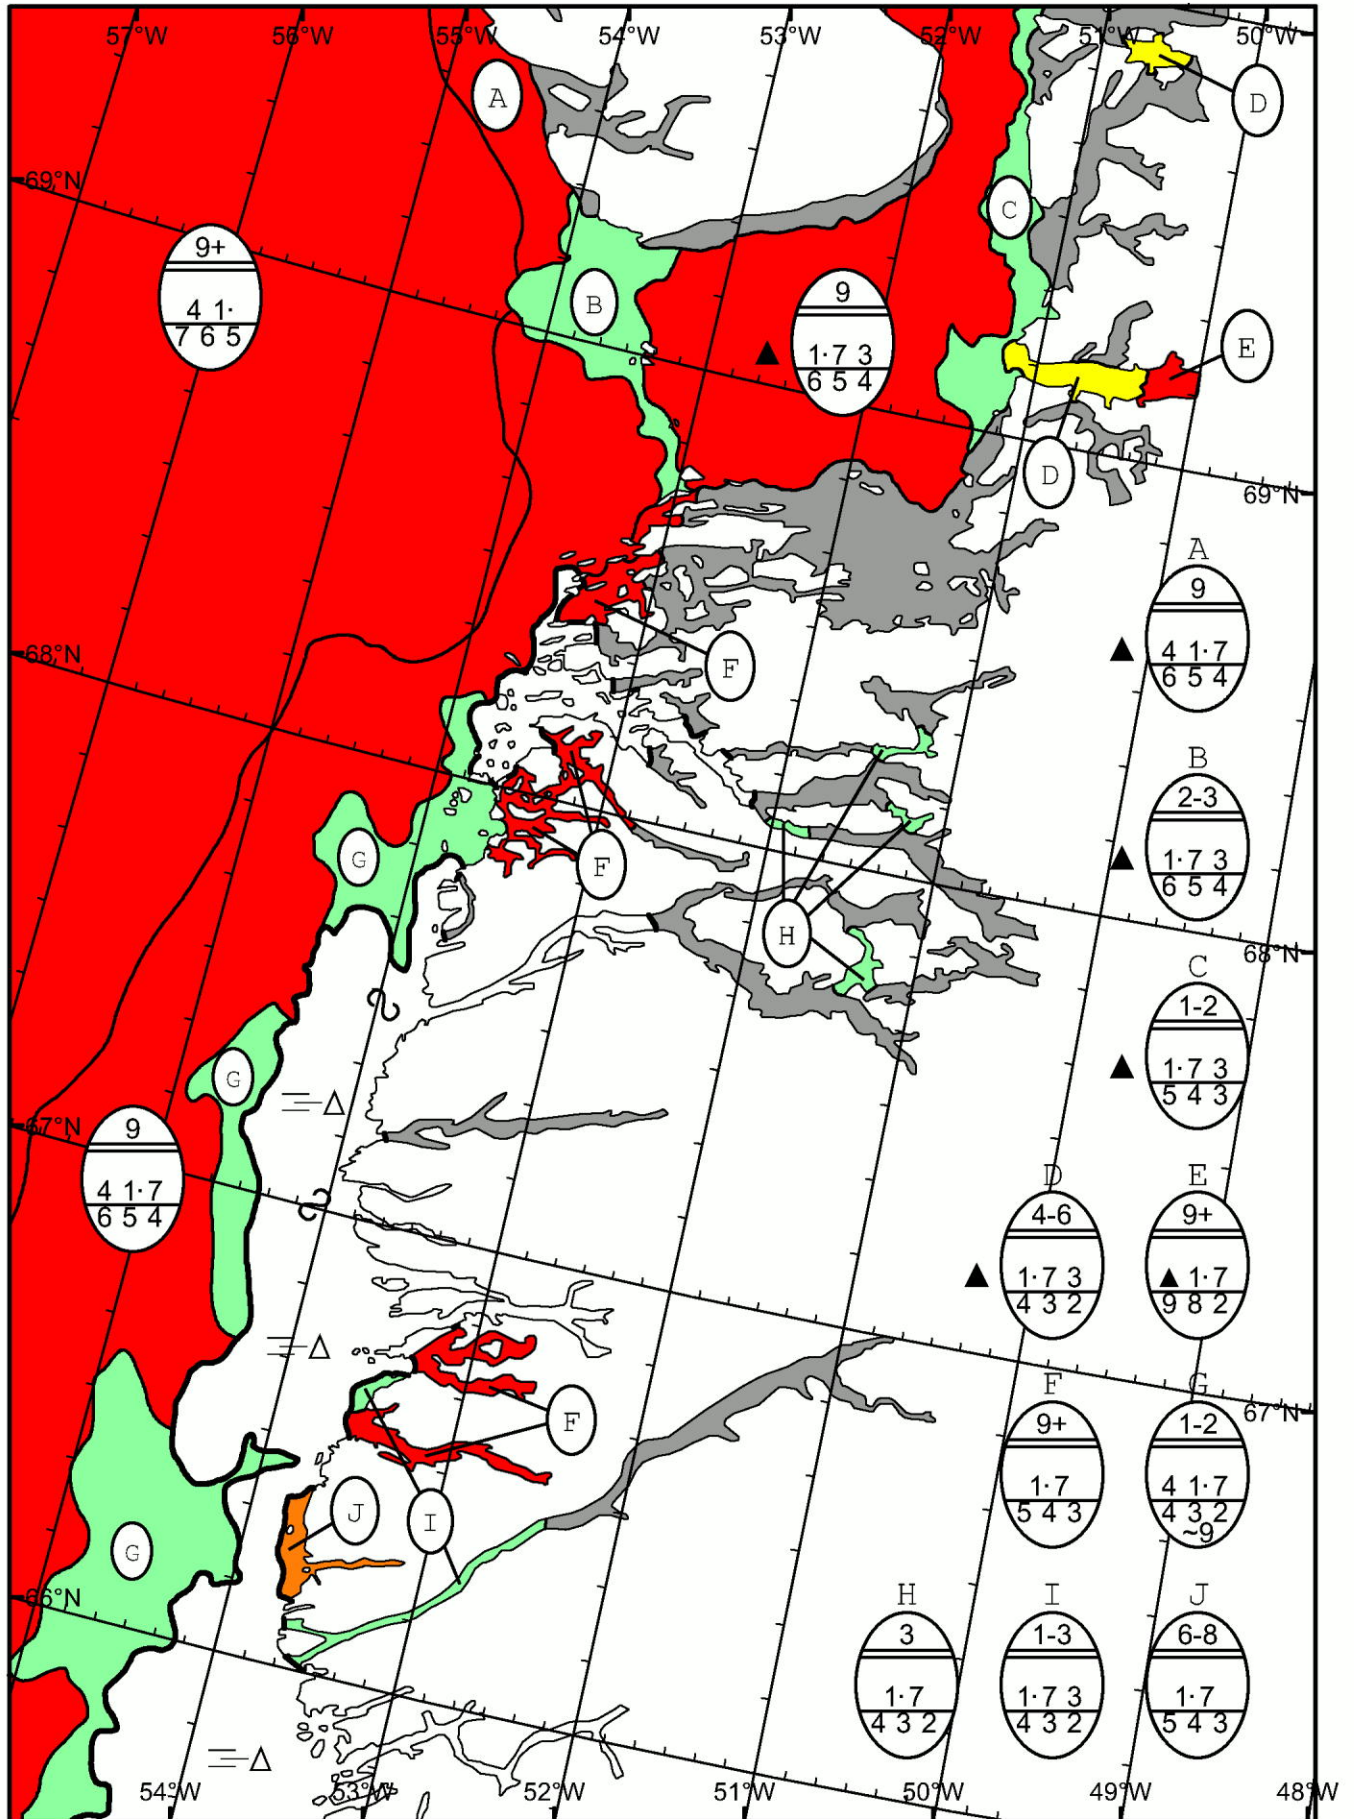 57°W 56°W 55°W 54°W 53°W 52°W 51°W 50°W
A
D
69°N
C
9+
4 1·
7 6 5
B
9
▲ 1·7 3
6 5 4
E
D
69°N
A
9
▲ 4 1·7
6 5 4
68°N
F
B
2-3
▲ 1·7 3
6 5 4
G
F
H
68°N
C
1-2
▲ 1·7 3
5 4 3
G
67°N
9
4 1·7
6 5 4
D
4-6
▲ 1·7 3
4 3 2
E
9+
▲ 1·7
9 8 2
F
9+
1·7
5 4 3
G
1-2
4 1·7
4 3 2
~9
67°N
F
J
I
G
66°N
H
3
1·7
4 3 2
I
1-3
1·7 3
4 3 2
J
6-8
1·7
5 4 3
54°W 53°W 52°W 51°W 50°W 49°W 48°W